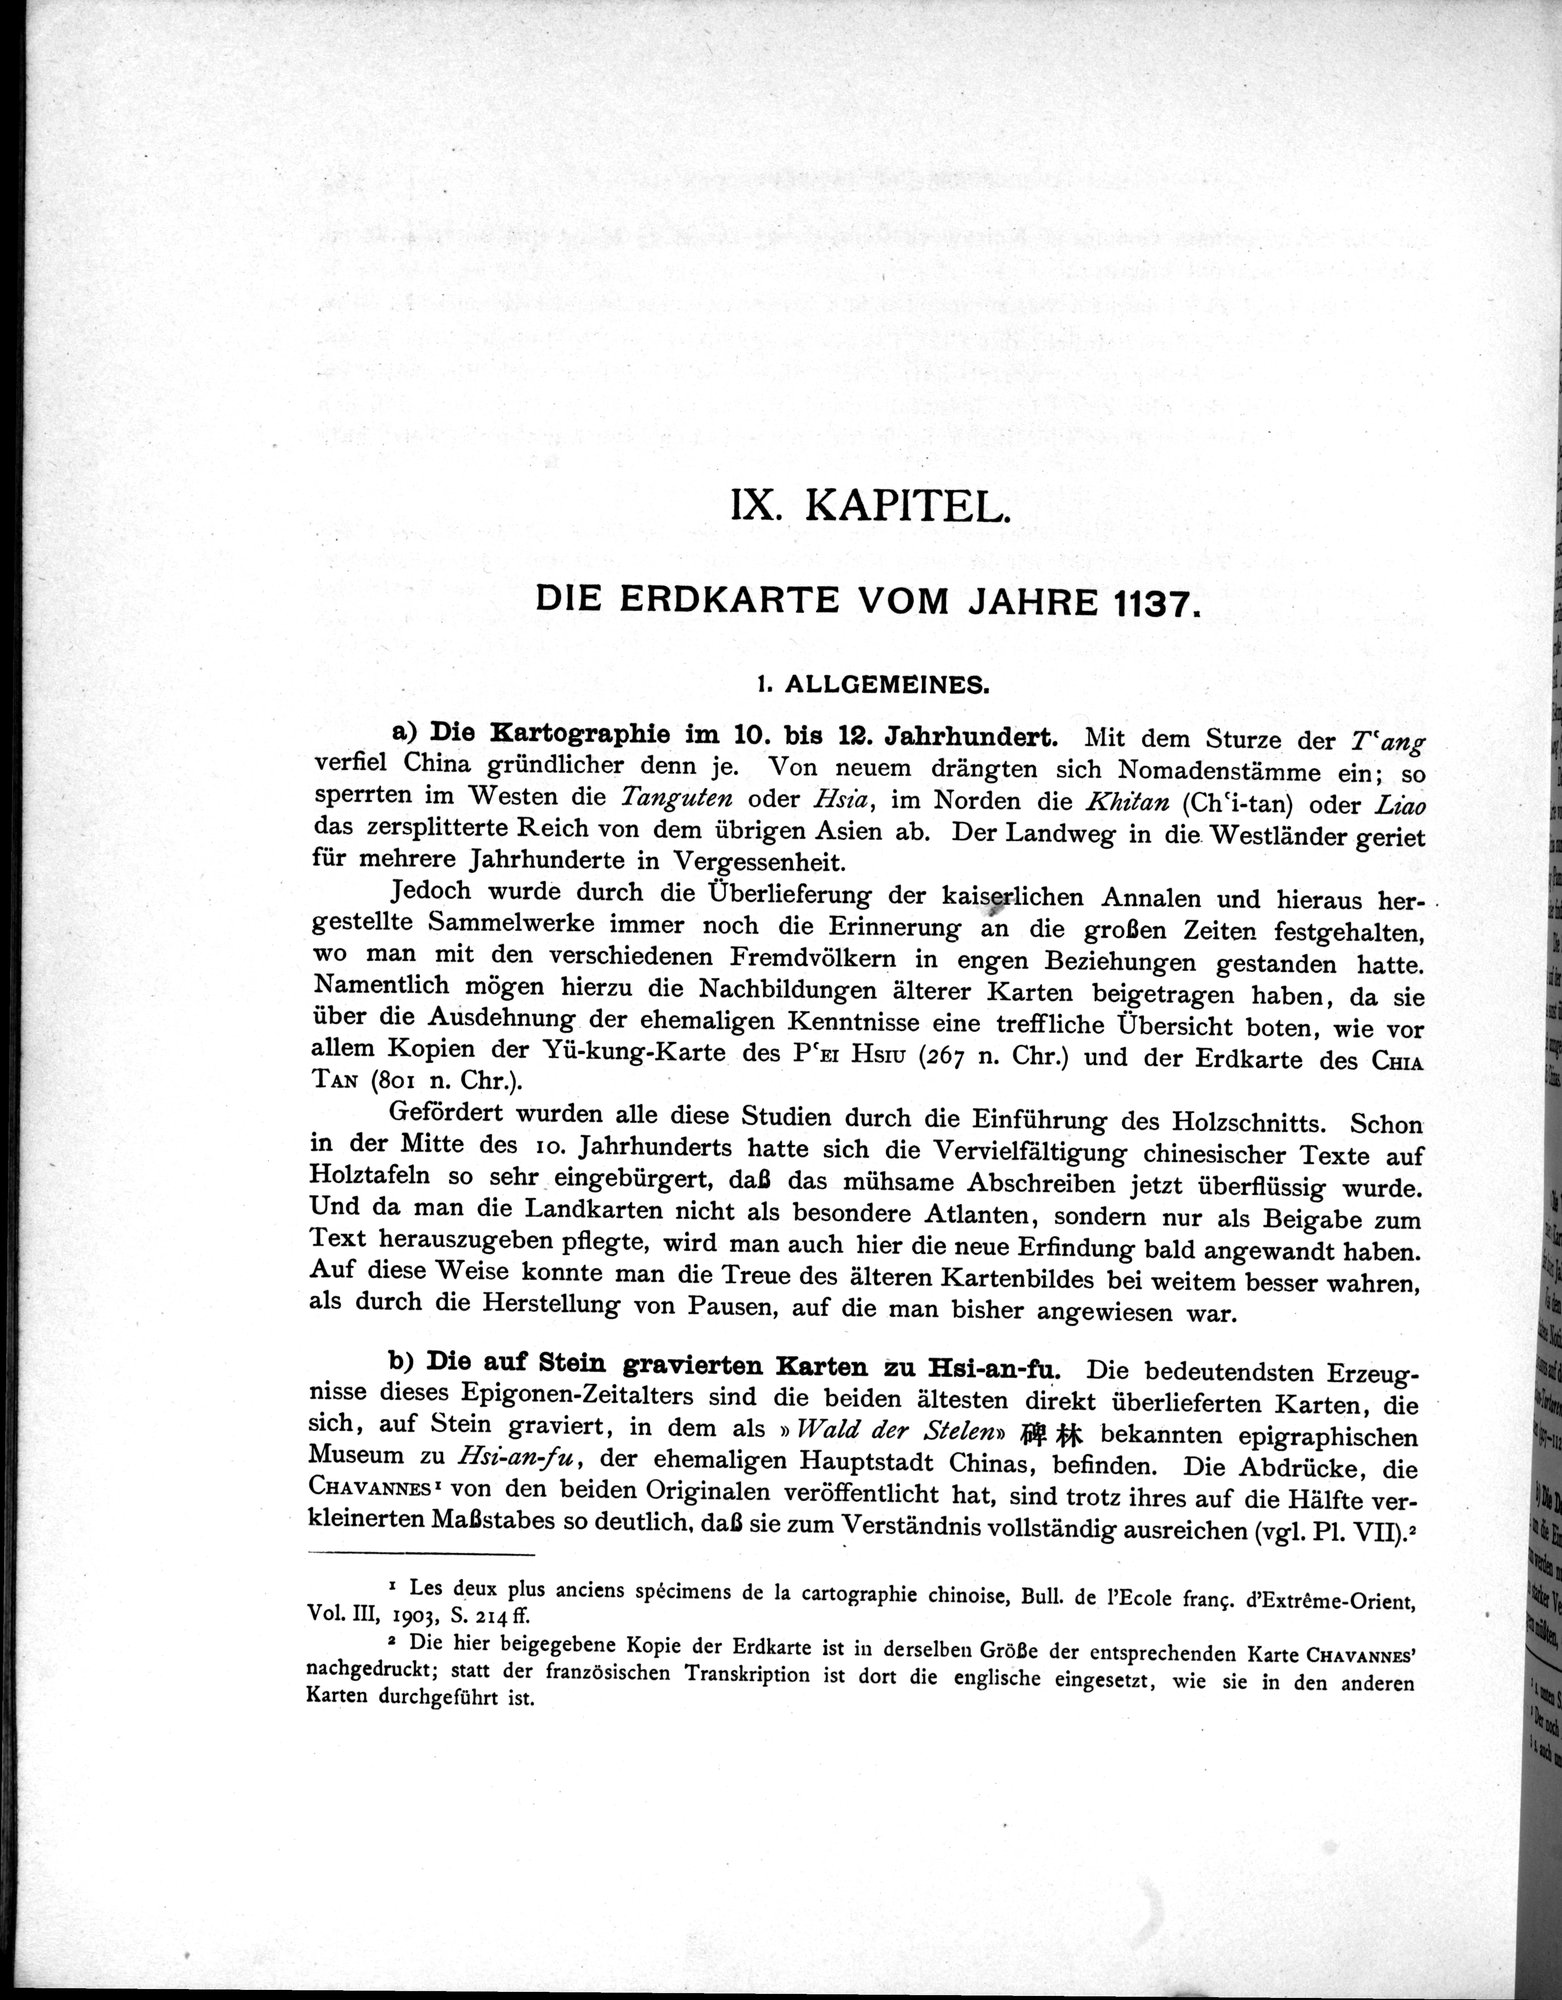 IX. KAPITEL.
DIE ERDKARTE VOM JAHRE 1137.
1. ALLGEMEINES.
a) Die Kartographie im 10. bis 12. Jahrhundert. Mit dem Sturze der Tʿang
verfiel China gründlicher denn je. Von neuem drängten sich Nomadenstämme ein; so
sperrten im Westen die Tanguten oder Hsia, im Norden die Khitan (Chʿi-tan) oder Liao
das zersplitterte Reich von dem übrigen Asien ab. Der Landweg in die Westländer geriet
für mehrere Jahrhunderte in Vergessenheit.
Jedoch wurde durch die Überlieferung der kaiserlichen Annalen und hieraus her-
gestellte Sammelwerke immer noch die Erinnerung an die großen Zeiten festgehalten,
wo man mit den verschiedenen Fremdvölkern in engen Beziehungen gestanden hatte.
Namentlich mögen hierzu die Nachbildungen älterer Karten beigetragen haben, da sie
über die Ausdehnung der ehemaligen Kenntnisse eine treffliche Übersicht boten, wie vor
allem Kopien der Yü-kung-Karte des Pʿei Hsiu (267 n. Chr.) und der Erdkarte des Chia
Tan (801 n. Chr.).
Gefördert wurden alle diese Studien durch die Einführung des Holzschnitts. Schon
in der Mitte des 10. Jahrhunderts hatte sich die Vervielfältigung chinesischer Texte auf
Holztafeln so sehr eingebürgert, daß das mühsame Abschreiben jetzt überflüssig wurde.
Und da man die Landkarten nicht als besondere Atlanten, sondern nur als Beigabe zum
Text herauszugeben pflegte, wird man auch hier die neue Erfindung bald angewandt haben.
Auf diese Weise konnte man die Treue des älteren Kartenbildes bei weitem besser wahren,
als durch die Herstellung von Pausen, auf die man bisher angewiesen war.
b) Die auf Stein gravierten Karten zu Hsi-an-fu. Die bedeutendsten Erzeug-
nisse dieses Epigonen-Zeitalters sind die beiden ältesten direkt überlieferten Karten, die
sich, auf Stein graviert, in dem als »Wald der Stelen» 碑林 bekannten epigraphischen
Museum zu Hsi-an-fu, der ehemaligen Hauptstadt Chinas, befinden. Die Abdrücke, die
Chavannes¹ von den beiden Originalen veröffentlicht hat, sind trotz ihres auf die Hälfte ver-
kleinerten Maßstabes so deutlich, daß sie zum Verständnis vollständig ausreichen (vgl. Pl. VII).²
¹ Les deux plus anciens spécimens de la cartographie chinoise, Bull. de l'Ecole franç. d'Extrême-Orient,
Vol. III, 1903, S. 214 ff.
² Die hier beigegebene Kopie der Erdkarte ist in derselben Größe der entsprechenden Karte Chavannes'
nachgedruckt; statt der französischen Transkription ist dort die englische eingesetzt, wie sie in den anderen
Karten durchgeführt ist.